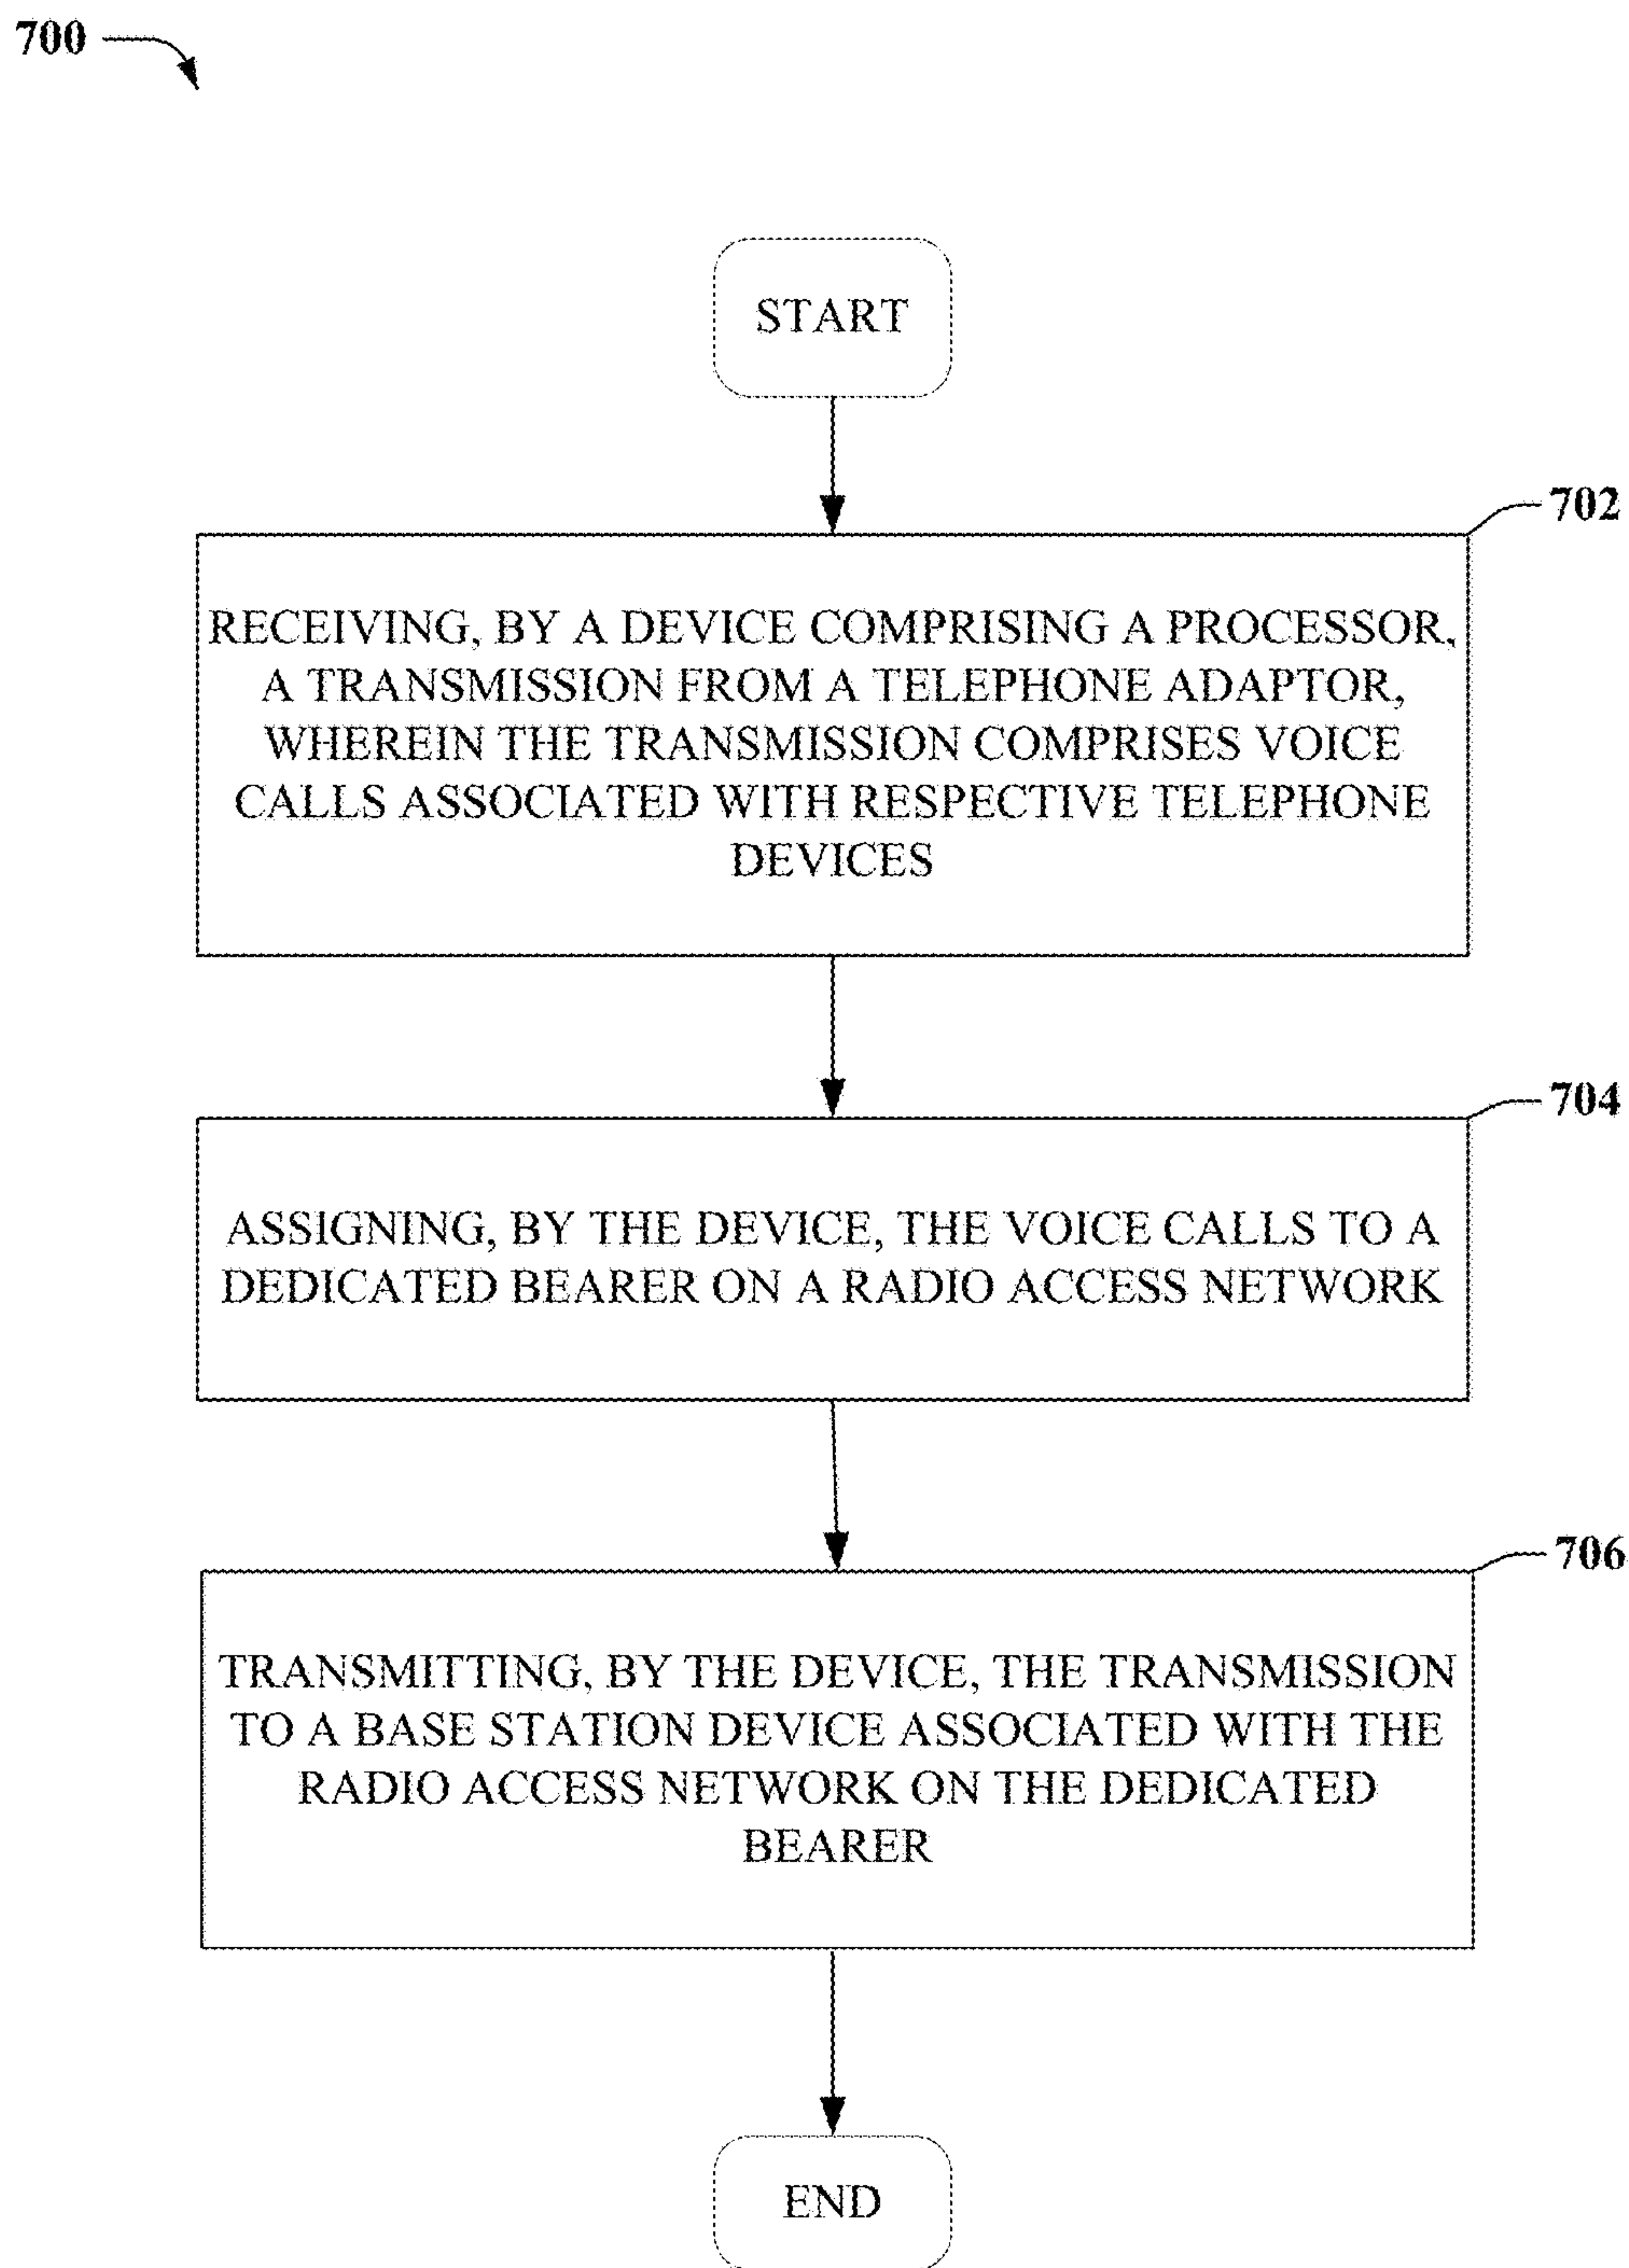 700
START
702
RECEIVING, BY A DEVICE COMPRISING A PROCESSOR,
A TRANSMISSION FROM A TELEPHONE ADAPTOR,
WHEREIN THE TRANSMISSION COMPRISES VOICE
CALLS ASSOCIATED WITH RESPECTIVE TELEPHONE
DEVICES
704
ASSIGNING, BY THE DEVICE, THE VOICE CALLS TO A
DEDICATED BEARER ON A RADIO ACCESS NETWORK
706
TRANSMITTING, BY THE DEVICE, THE TRANSMISSION
TO A BASE STATION DEVICE ASSOCIATED WITH THE
RADIO ACCESS NETWORK ON THE DEDICATED
BEARER
END